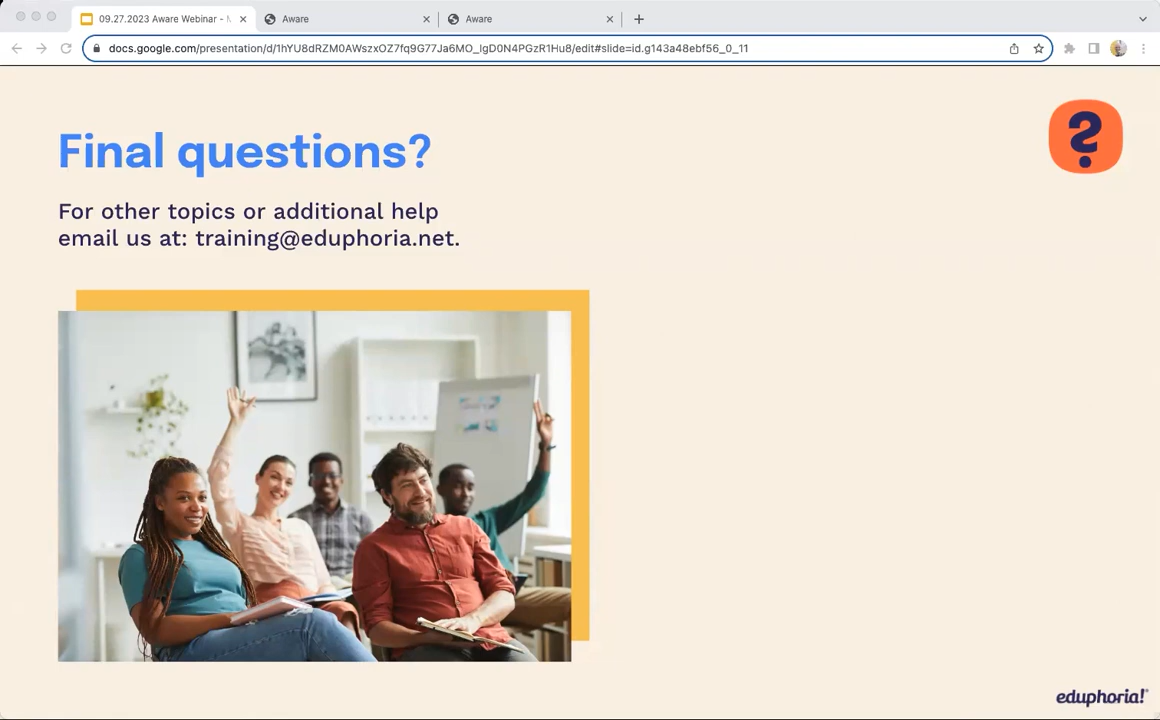 09.27.2023 Aware Webinar -
Aware
Aware
docs.google.com/presentation/d/1hYU8dRZM0AWszxOZ7fq9G77Ja6MO_lgD0N4PGzR1Hu8/edit#slide=id.g143a48ebf56_0_11
Final questions?
?
For other topics or additional help
email us at: training@eduphoria.net.
eduphoria!